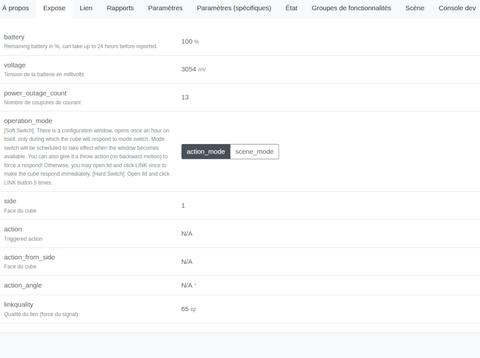 À propos Expose Lien Rapports Paramètres Paramètres (spécifiques) État Groupes de fonctionnalités Scène Console dev
battery
Remaining battery in %, can take up to 24 hours before reported.
100 %
voltage
Tension de la batterie en millivolts
3054 mV
power_outage_count
Nombre de coupures de courant
13
operation_mode
[Soft Switch]: There is a configuration window, opens once an hour on
itself, only during which the cube will respond to mode switch. Mode
switch will be scheduled to take effect when the window becomes
available. You can also give it a throw action (no backward motion) to
force a respond! Otherwise, you may open lid and click LINK once to
make the cube respond immediately. [Hard Switch]: Open lid and click
LINK button 5 times.
action_mode scene_mode
side
Face du cube
1
action
Triggered action
N/A
action_from_side
Face du cube
N/A
action_angle
N/A °
linkquality
Qualité du lien (force du signal)
65 lqi